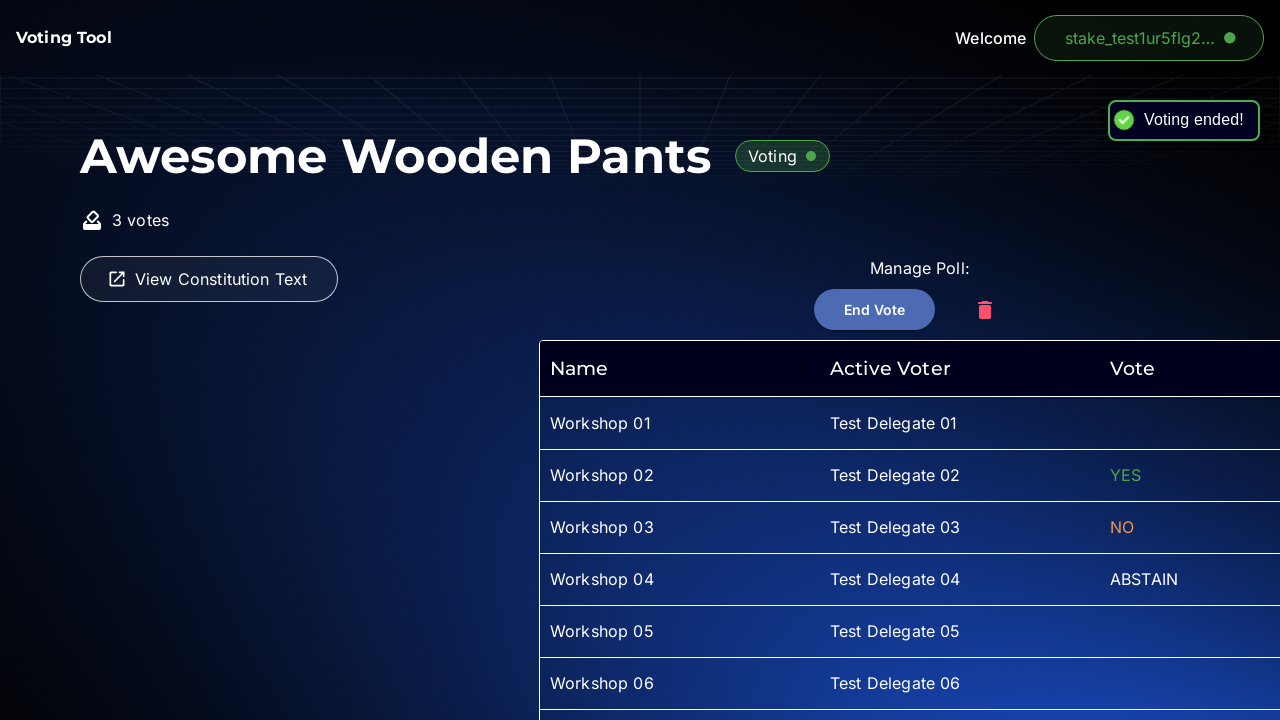 Voting Tool
Welcome stake_test1ur5flg2...
Voting ended!
Awesome Wooden Pants Voting
3 votes
View Constitution Text
Manage Poll:
End Vote
Name Active Voter Vote
Workshop 01 Test Delegate 01
Workshop 02 Test Delegate 02 YES
Workshop 03 Test Delegate 03 NO
Workshop 04 Test Delegate 04 ABSTAIN
Workshop 05 Test Delegate 05
Workshop 06 Test Delegate 06